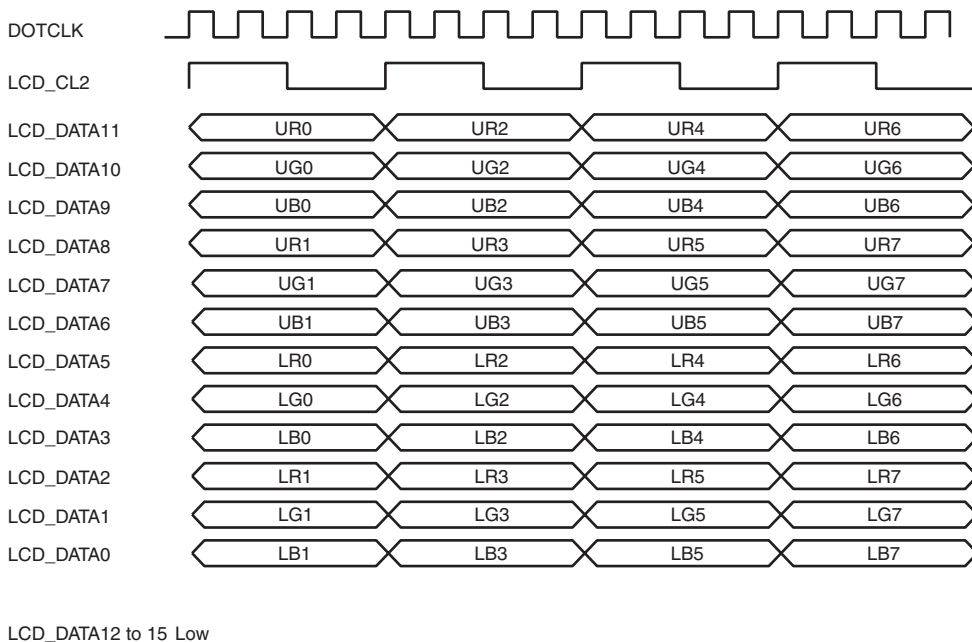 DOTCLK
LCD_CL2
LCD_DATA11 UR0 UR2 UR4 UR6
LCD_DATA10 UG0 UG2 UG4 UG6
LCD_DATA9 UB0 UB2 UB4 UB6
LCD_DATA8 UR1 UR3 UR5 UR7
LCD_DATA7 UG1 UG3 UG5 UG7
LCD_DATA6 UB1 UB3 UB5 UB7
LCD_DATA5 LR0 LR2 LR4 LR6
LCD_DATA4 LG0 LG2 LG4 LG6
LCD_DATA3 LB0 LB2 LB4 LB6
LCD_DATA2 LR1 LR3 LR5 LR7
LCD_DATA1 LG1 LG3 LG5 LG7
LCD_DATA0 LB1 LB3 LB5 LB7
LCD_DATA12 to 15 Low